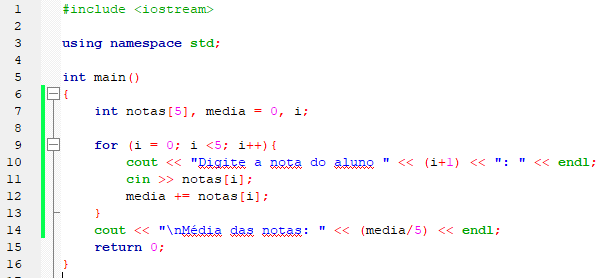 1 #include <iostream>
2
3 using namespace std;
4
5 int main()
6 {
7 int notas[5], media = 0, i;
8
9 for (i = 0; i <5; i++){
10 cout << "Digite a nota do aluno " << (i+1) << ": " << endl;
11 cin >> notas[i];
12 media += notas[i];
13 }
14 cout << "\nMédia das notas: " << (media/5) << endl;
15 return 0;
16 }